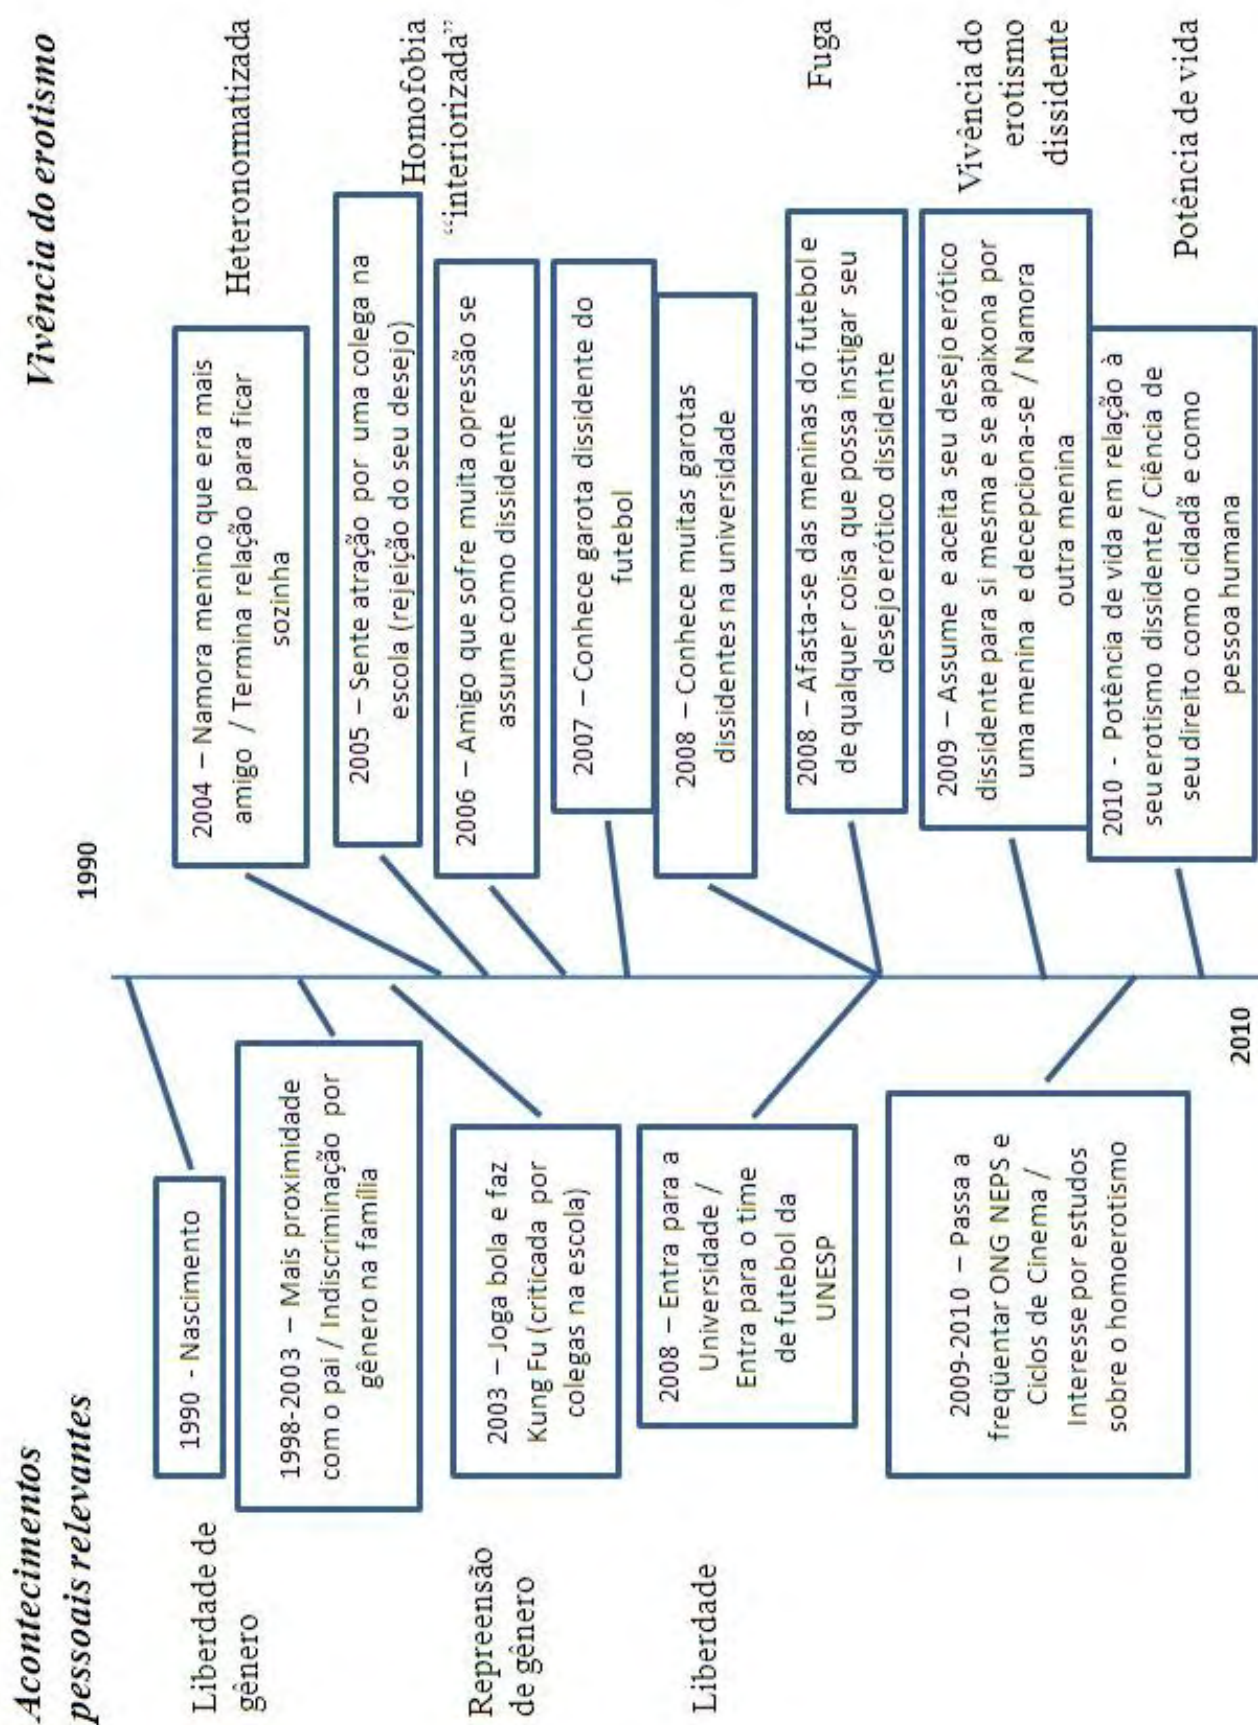 Acontecimentos
pessoais relevantes
Vivência do erotismo
1990
Liberdade de
gênero
1990 - Nascimento
1998-2003 – Mais proximidade
com o pai / Indiscriminação por
gênero na família
Repreensão
de gênero
2003 – Joga bola e faz
Kung Fu (criticada por
colegas na escola)
Liberdade
2008 – Entra para a
Universidade /
Entra para o time
de futebol da
UNESP
2009-2010 – Passa a
freqüentar ONG NEPS e
Ciclos de Cinema /
Interesse por estudos
sobre o homoerotismo
2004 – Namora menino que era mais
amigo / Termina relação para ficar
sozinha
Heteronormatizada
2005 – Sente atração por uma colega na
escola (rejeição do seu desejo)
Homofobia
“interiorizada”
2006 – Amigo que sofre muita opressão se
assume como dissidente
2007 – Conhece garota dissidente do
futebol
2008 – Conhece muitas garotas
dissidentes na universidade
2008 – Afasta-se das meninas do futebol e
de qualquer coisa que possa instigar seu
desejo erótico dissidente
Fuga
2009 – Assume e aceita seu desejo erótico
dissidente para si mesma e se apaixona por
uma menina e decepciona-se / Namora
outra menina
Vivência do
erotismo
dissidente
2010 - Potência de vida em relação à
seu erotismo dissidente/ Ciência de
seu direito como cidadã e como
pessoa humana
Potência de vida
2010